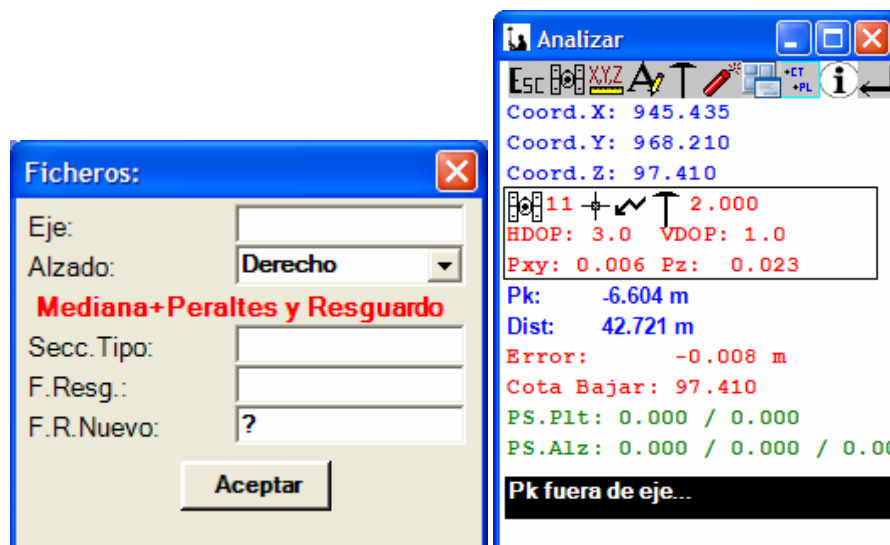 Ficheros:
Eje:
Alzado: Derecho
Mediana+Peraltes y Resguardo
Secc.Tipo:
F.Resg.:
F.R.Nuevo: ?
Aceptar
Analizar
Esc XYZ A +CT +PL i
Coord.X: 945.435
Coord.Y: 968.210
Coord.Z: 97.410
11 2.000
HDOP: 3.0 VDOP: 1.0
Pxy: 0.006 Pz: 0.023
Pk: -6.604 m
Dist: 42.721 m
Error: -0.008 m
Cota Bajar: 97.410
PS.Plt: 0.000 / 0.000
PS.Alz: 0.000 / 0.000 / 0.00
Pk fuera de eje...